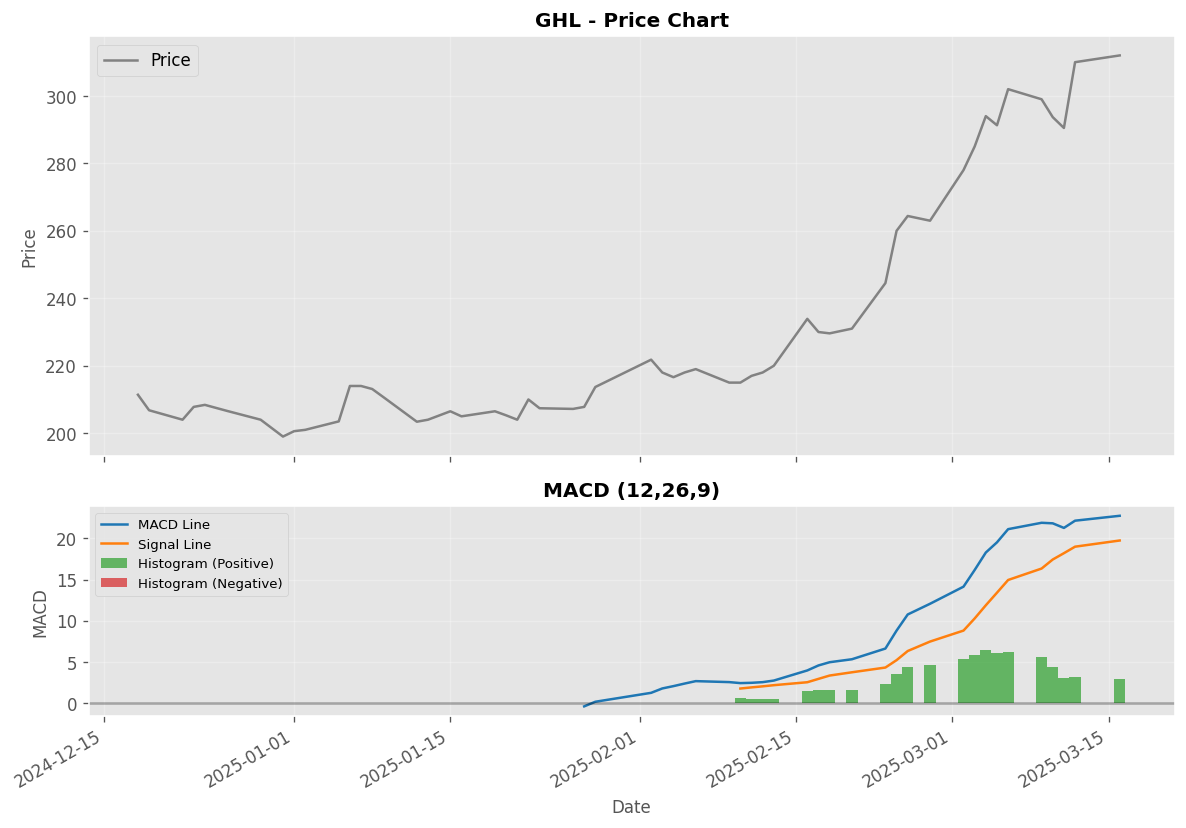 GHL - Price Chart
Price
300
280
260
240
220
200
Price
MACD (12,26,9)
MACD Line
Signal Line
Histogram (Positive)
Histogram (Negative)
20
15
10
5
0
MACD
2024-12-15
2025-01-01
2025-01-15
2025-02-01
2025-02-15
2025-03-01
2025-03-15
Date